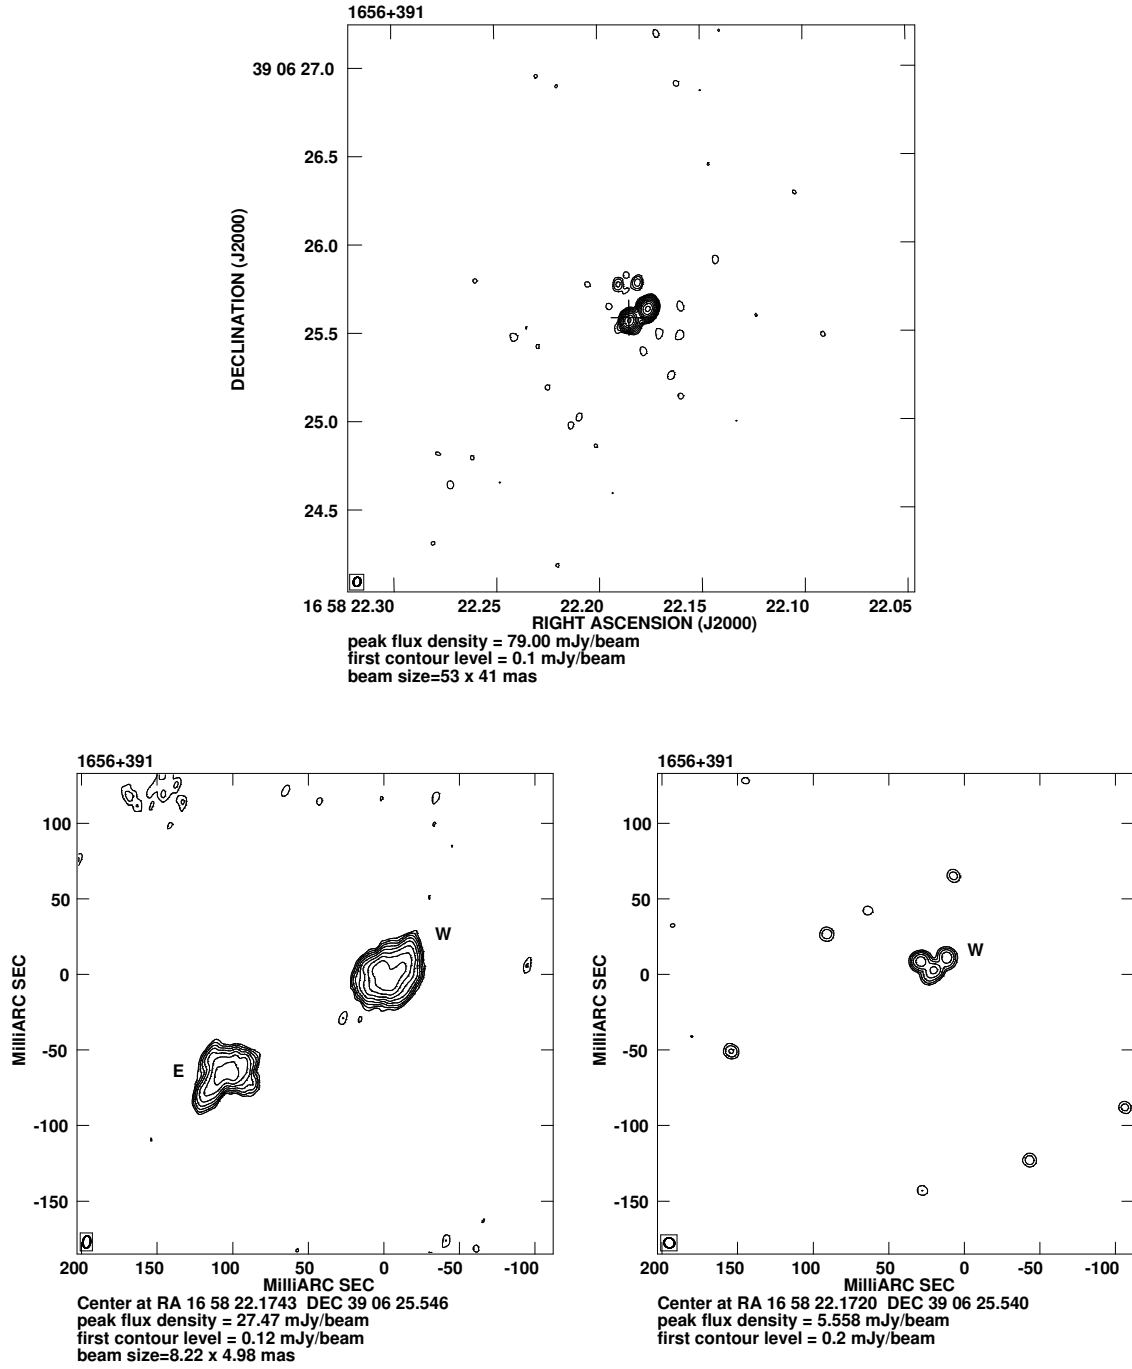 1656+391
39 06 27.0
26.5
26.0
25.5
25.0
24.5
DECLINATION (J2000)
16 58 22.30 22.25 22.20 22.15 22.10 22.05
RIGHT ASCENSION (J2000)
peak flux density = 79.00 mJy/beam
first contour level = 0.1 mJy/beam
beam size=53 x 41 mas
1656+391
100
50
0
-50
-100
-150
MilliARC SEC
W
E
200 150 100 50 0 -50 -100
MilliARC SEC
Center at RA 16 58 22.1743 DEC 39 06 25.546
peak flux density = 27.47 mJy/beam
first contour level = 0.12 mJy/beam
beam size=8.22 x 4.98 mas
1656+391
100
50
0
-50
-100
-150
MilliARC SEC
W
200 150 100 50 0 -50 -100
MilliARC SEC
Center at RA 16 58 22.1720 DEC 39 06 25.540
peak flux density = 5.558 mJy/beam
first contour level = 0.2 mJy/beam